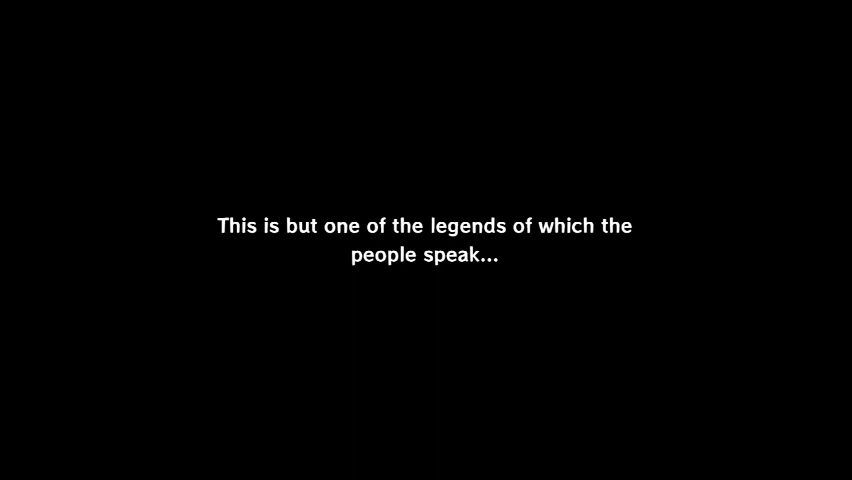 This is but one of the legends of which the
people speak...